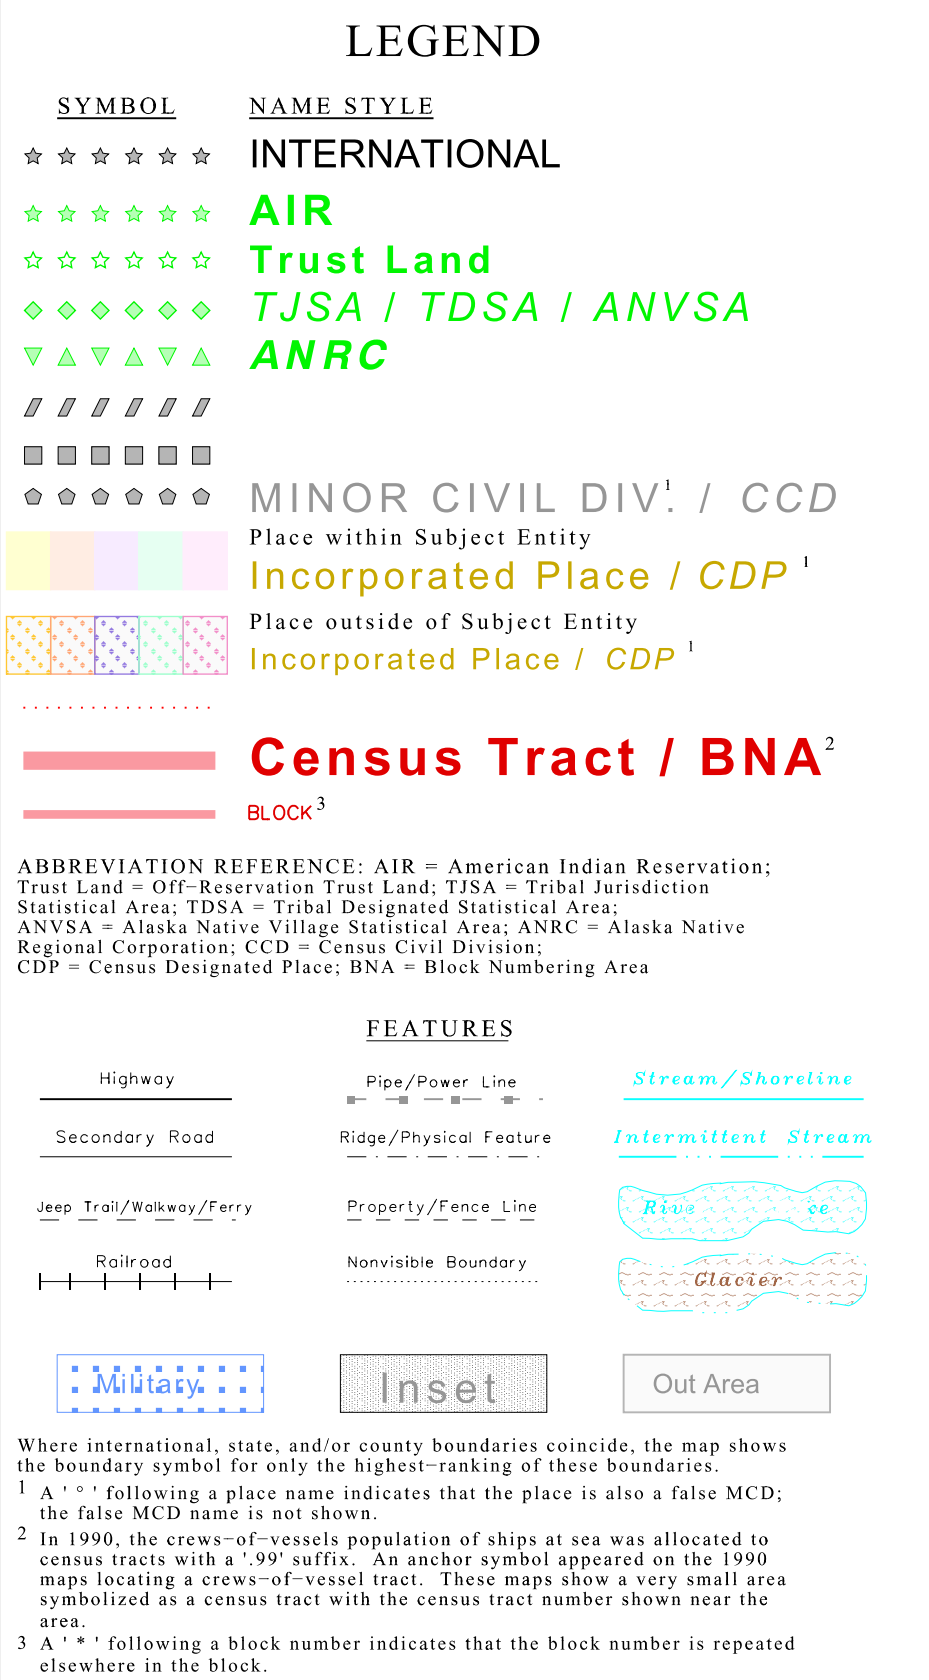 LEGEND
SYMBOL NAME STYLE
INTERNATIONAL
AIR
Trust Land
TJSA / TDSA / ANVSA
ANRC
MINOR CIVIL DIV.¹ / CCD
Place within Subject Entity
Incorporated Place / CDP ¹
Place outside of Subject Entity
Incorporated Place / CDP ¹
Census Tract / BNA²
BLOCK³
ABBREVIATION REFERENCE: AIR = American Indian Reservation;
Trust Land = Off−Reservation Trust Land; TJSA = Tribal Jurisdiction
Statistical Area; TDSA = Tribal Designated Statistical Area;
ANVSA = Alaska Native Village Statistical Area; ANRC = Alaska Native
Regional Corporation; CCD = Census Civil Division;
CDP = Census Designated Place; BNA = Block Numbering Area
FEATURES
Highway
Pipe/Power Line
Stream/Shoreline
Secondary Road
Ridge/Physical Feature
Intermittent Stream
Jeep Trail/Walkway/Ferry
Property/Fence Line
Railroad
Nonvisible Boundary
Glacier
Military
Inset
Out Area
Where international, state, and/or county boundaries coincide, the map shows
the boundary symbol for only the highest−ranking of these boundaries.
1 A ' ° ' following a place name indicates that the place is also a false MCD;
the false MCD name is not shown.
2 In 1990, the crews−of−vessels population of ships at sea was allocated to
census tracts with a '.99' suffix. An anchor symbol appeared on the 1990
maps locating a crews−of−vessel tract. These maps show a very small area
symbolized as a census tract with the census tract number shown near the
area.
3 A ' * ' following a block number indicates that the block number is repeated
elsewhere in the block.